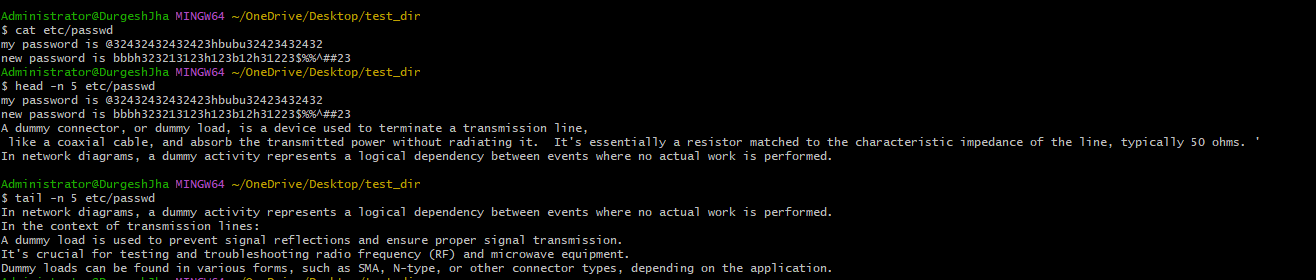 Administrator@DurgeshJha MINGW64 ~/OneDrive/Desktop/test_dir
$ cat etc/passwd
my password is @32432432432423hbubu32423432432
new password is bbbh323213123h123b12h31223$%%^##23
Administrator@DurgeshJha MINGW64 ~/OneDrive/Desktop/test_dir
$ head -n 5 etc/passwd
my password is @32432432432423hbubu32423432432
new password is bbbh323213123h123b12h31223$%%^##23
A dummy connector, or dummy load, is a device used to terminate a transmission line,
 like a coaxial cable, and absorb the transmitted power without radiating it.  It's essentially a resistor matched to the characteristic impedance of the line, typically 50 ohms. '
In network diagrams, a dummy activity represents a logical dependency between events where no actual work is performed.
Administrator@DurgeshJha MINGW64 ~/OneDrive/Desktop/test_dir
$ tail -n 5 etc/passwd
In network diagrams, a dummy activity represents a logical dependency between events where no actual work is performed.
In the context of transmission lines:
A dummy load is used to prevent signal reflections and ensure proper signal transmission.
It's crucial for testing and troubleshooting radio frequency (RF) and microwave equipment.
Dummy loads can be found in various forms, such as SMA, N-type, or other connector types, depending on the application.